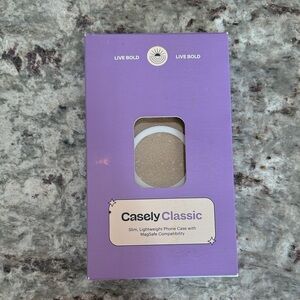 LIVE BOLD LIVE BOLD
Casely Classic
Slim, Lightweight Phone Case with
MagSafe Compatibility